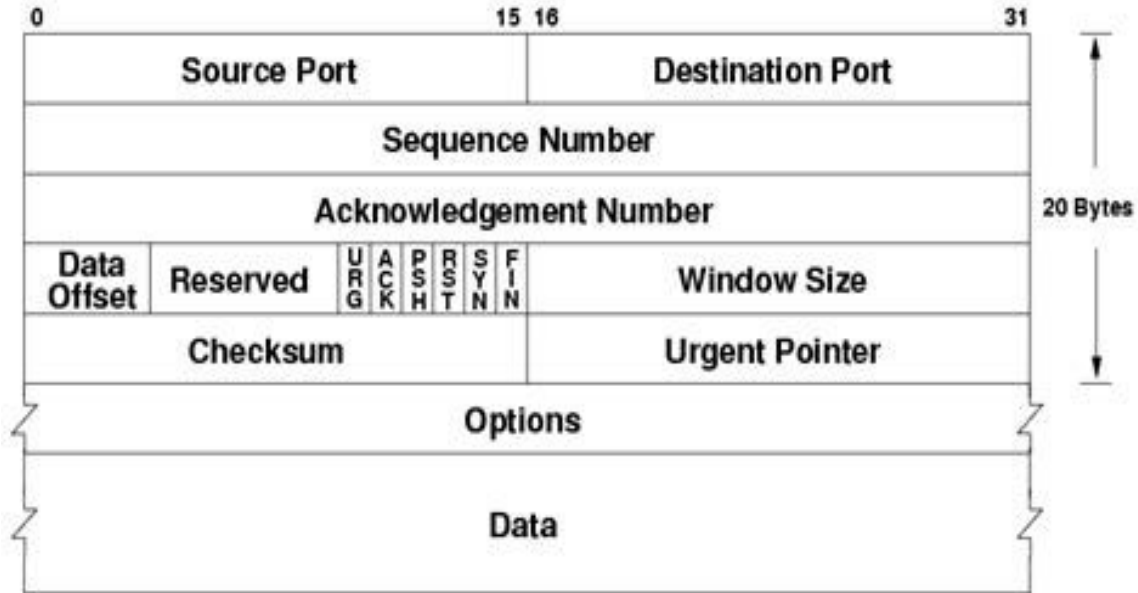 0 15 16 31
Source Port Destination Port
Sequence Number
Acknowledgement Number
20 Bytes
Data Offset Reserved URG ACK PSH RST SYN FIN Window Size
Checksum Urgent Pointer
Options
Data